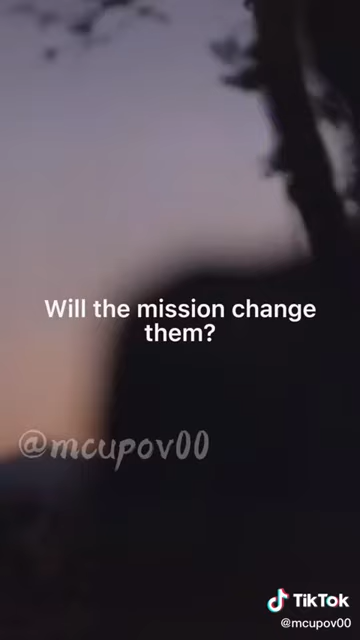 Will the mission change
them?
@mcupov00
TikTok
@mcupov00